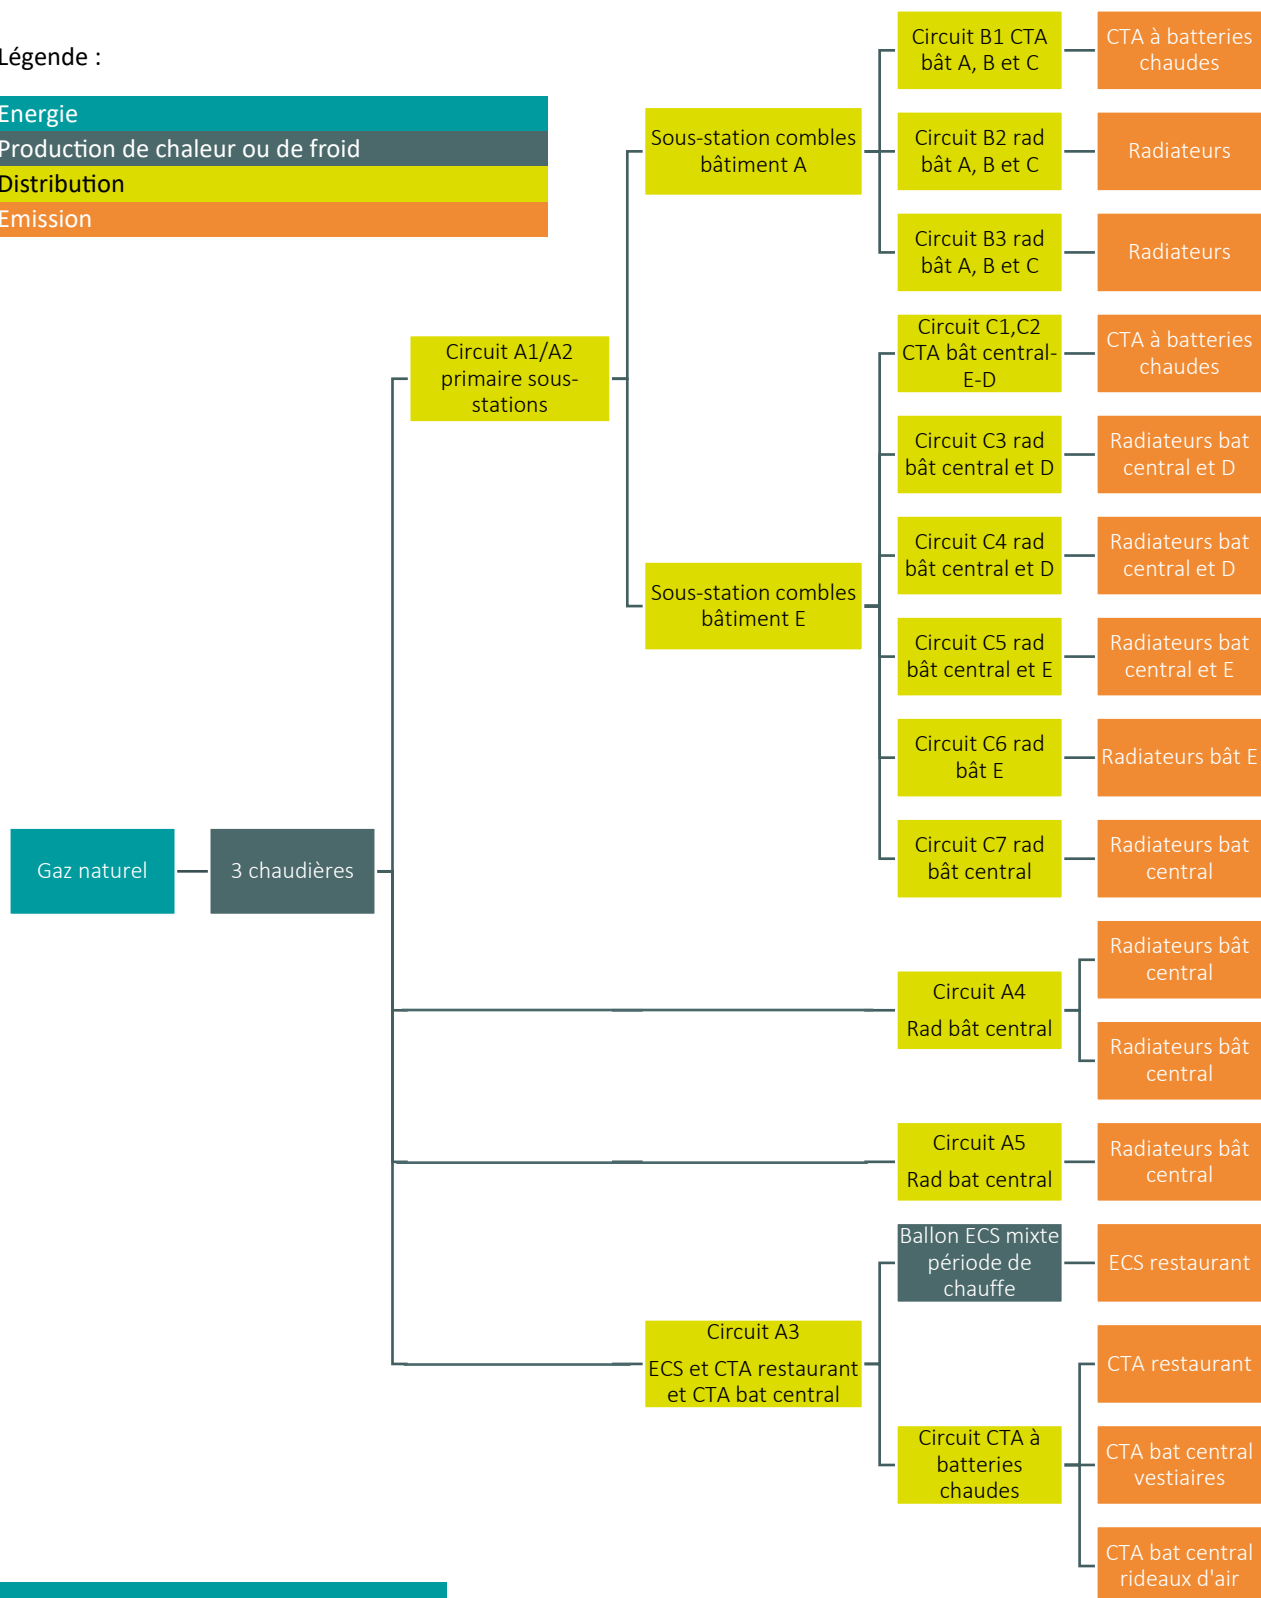 Légende :
Energie
Production de chaleur ou de froid
Distribution
Emission
Gaz naturel
3 chaudières
Circuit A1/A2
primaire sous-
stations
Sous-station combles
bâtiment A
Circuit B1 CTA
bât A, B et C
CTA à batteries
chaudes
Circuit B2 rad
bât A, B et C
Radiateurs
Circuit B3 rad
bât A, B et C
Radiateurs
Sous-station combles
bâtiment E
Circuit C1,C2
CTA bât central-
E-D
CTA à batteries
chaudes
Circuit C3 rad
bât central et D
Radiateurs bat
central et D
Circuit C4 rad
bât central et D
Radiateurs bat
central et D
Circuit C5 rad
bât central et E
Radiateurs bat
central et E
Circuit C6 rad
bât E
Radiateurs bât E
Circuit C7 rad
bât central
Radiateurs bat
central
Circuit A4
Rad bât central
Radiateurs bât
central
Radiateurs bât
central
Circuit A5
Rad bat central
Radiateurs bât
central
Circuit A3
ECS et CTA restaurant
et CTA bat central
Ballon ECS mixte
période de
chauffe
ECS restaurant
Circuit CTA à
batteries
chaudes
CTA restaurant
CTA bat central
vestiaires
CTA bat central
rideaux d'air